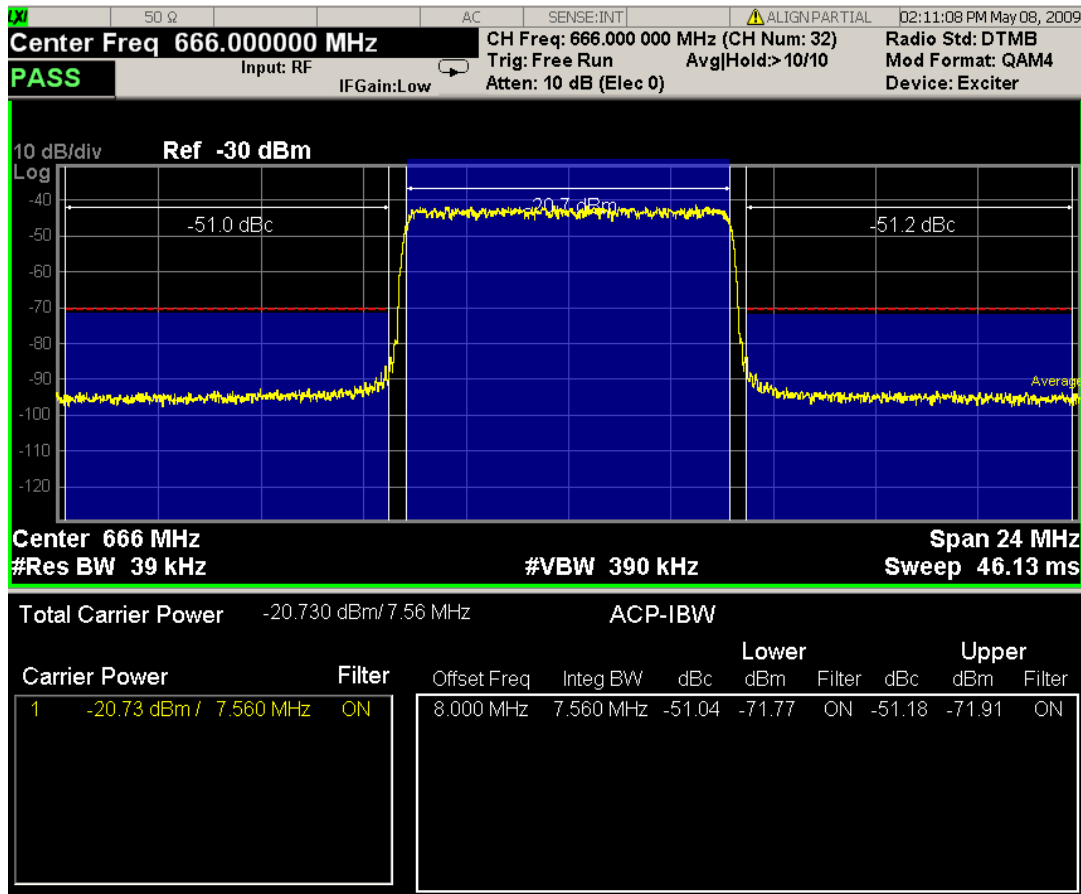 LXI 50 Ω AC SENSE:INT ALIGN PARTIAL 02:11:08 PM May 08, 2009
Center Freq 666.000000 MHz
CH Freq: 666.000 000 MHz (CH Num: 32)
Radio Std: DTMB
Input: RF
Trig: Free Run
Avg|Hold:>10/10
Mod Format: QAM4
PASS
IFGain:Low
Atten: 10 dB (Elec 0)
Device: Exciter
10 dB/div Ref -30 dBm
Log
-40
-20.7 dBm
-51.0 dBc
-51.2 dBc
-50
-60
-70
-80
-90
Average
-100
-110
-120
Center 666 MHz Span 24 MHz
#Res BW 39 kHz #VBW 390 kHz Sweep 46.13 ms
Total Carrier Power -20.730 dBm/ 7.56 MHz ACP-IBW
Lower Upper
Carrier Power Filter Offset Freq Integ BW dBc dBm Filter dBc dBm Filter
1 -20.73 dBm / 7.560 MHz ON 8.000 MHz 7.560 MHz -51.04 -71.77 ON -51.18 -71.91 ON